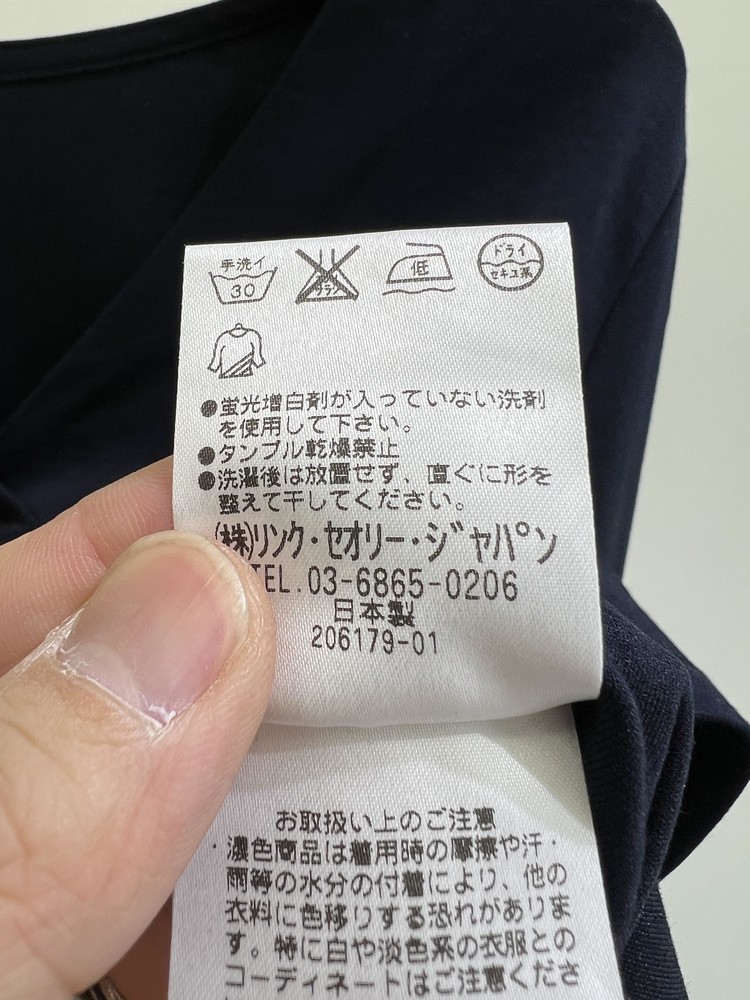 手洗イ
30
エンソ
サラシ
低
ドライ
セキユ系
●蛍光増白剤が入っていない洗剤
を使用して下さい。
●タンブル乾燥禁止
●洗濯後は放置せず、直ぐに形を
整えて干してください。
(株)リンク・セオリー・ジャパン
TEL.03-6865-0206
日本製
206179-01
お取扱い上のご注意
・濃色商品は着用時の摩擦や汗・
雨等の水分の付着により、他の
衣料に色移りする恐れがありま
す。特に白や淡色系の衣服との
コーディネートはご注意くださ